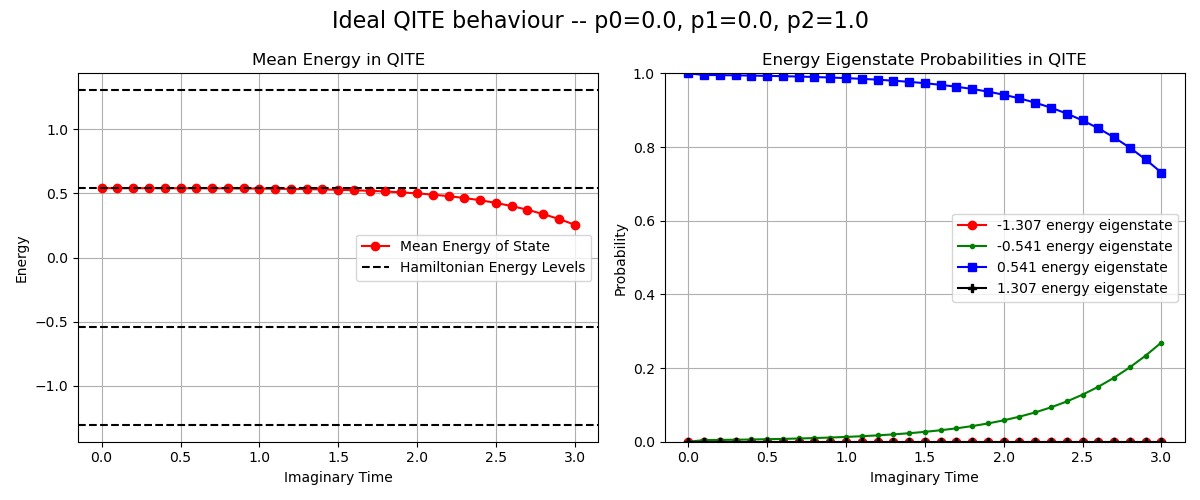 Ideal QITE behaviour -- p0=0.0, p1=0.0, p2=1.0
Mean Energy in QITE
Energy
1.0
0.5
0.0
−0.5
−1.0
0.0 0.5 1.0 1.5 2.0 2.5 3.0
Imaginary Time
Mean Energy of State
Hamiltonian Energy Levels
Energy Eigenstate Probabilities in QITE
Probability
1.0
0.8
0.6
0.4
0.2
0.0
0.0 0.5 1.0 1.5 2.0 2.5 3.0
Imaginary Time
-1.307 energy eigenstate
-0.541 energy eigenstate
0.541 energy eigenstate
1.307 energy eigenstate